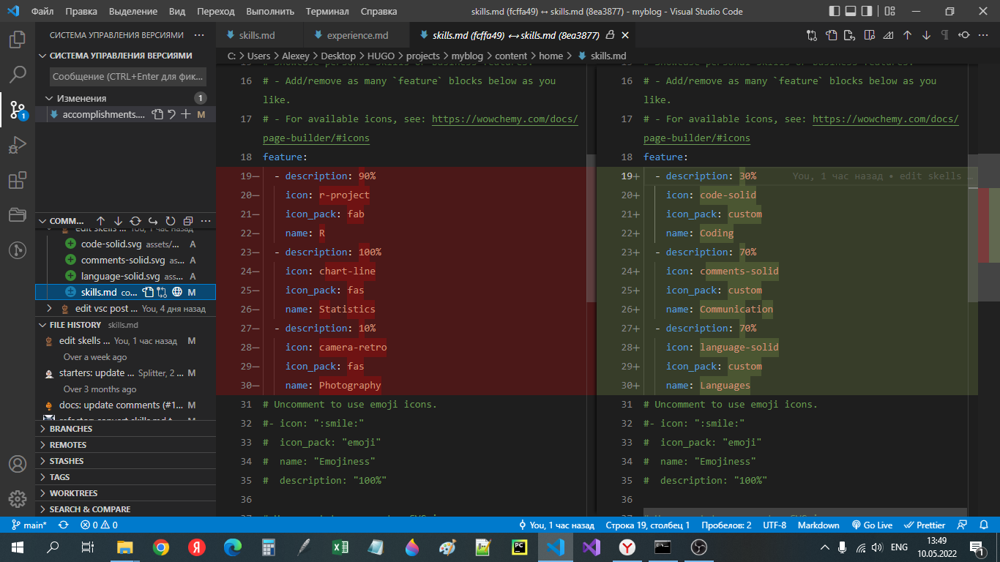 Файл Правка Выделение Вид Переход Выполнить Терминал Справка skills.md (fcffa49) ↔ skills.md (8ea3877) - myblog - Visual Studio Code
СИСТЕМА УПРАВЛЕНИЯ ВЕРСИЯМИ ···
СИСТЕМА УПРАВЛЕНИЯ ВЕРСИЯМИ
Сообщение (CTRL+Enter для фик...
Изменения 1
accomplishments.... M
1
COMM...
edit skells ... You, 1 час назад
code-solid.svg assets/... A
comments-solid.svg as... A
language-solid.svg ass... A
skills.md co... M
edit vsc post ... You, 4 дня назад
FILE HISTORY skills.md
edit skells ... You, 1 час назад M
Over a week ago
starters: update ... Splitter, 2 ... M
Over 3 months ago
docs: update comments (#1... M
refactor: convert skills.md t... M
BRANCHES
REMOTES
STASHES
TAGS
WORKTREES
SEARCH & COMPARE
skills.md experience.md skills.md (fcffa49) ↔ skills.md (8ea3877)
C: > Users > Alexey > Desktop > HUGO > projects > myblog > content > home > skills.md
16 # - Add/remove as many `feature` blocks below as you
like.
17 # - For available icons, see: https://wowchemy.com/docs/
page-builder/#icons
18 feature:
19— - description: 90%
20— icon: r-project
21— icon_pack: fab
22— name: R
23— - description: 100%
24— icon: chart-line
25— icon_pack: fas
26— name: Statistics
27— - description: 10%
28— icon: camera-retro
29— icon_pack: fas
30— name: Photography
31 # Uncomment to use emoji icons.
32 #- icon: ":smile:"
33 #  icon_pack: "emoji"
34 #  name: "Emojiness"
35 #  description: "100%"
36
16 # - Add/remove as many `feature` blocks below as you
like.
17 # - For available icons, see: https://wowchemy.com/docs/
page-builder/#icons
18 feature:
19+ - description: 30% You, 1 час назад • edit skells …
20+ icon: code-solid
21+ icon_pack: custom
22+ name: Coding
23+ - description: 70%
24+ icon: comments-solid
25+ icon_pack: custom
26+ name: Communication
27+ - description: 70%
28+ icon: language-solid
29+ icon_pack: custom
30+ name: Languages
31 # Uncomment to use emoji icons.
32 #- icon: ":smile:"
33 #  icon_pack: "emoji"
34 #  name: "Emojiness"
35 #  description: "100%"
36
main* 0 0 You, 1 час назад Строка 19, столбец 1 Пробелов: 2 UTF-8 Markdown Go Live Prettier
ENG 13:49
10.05.2022
1